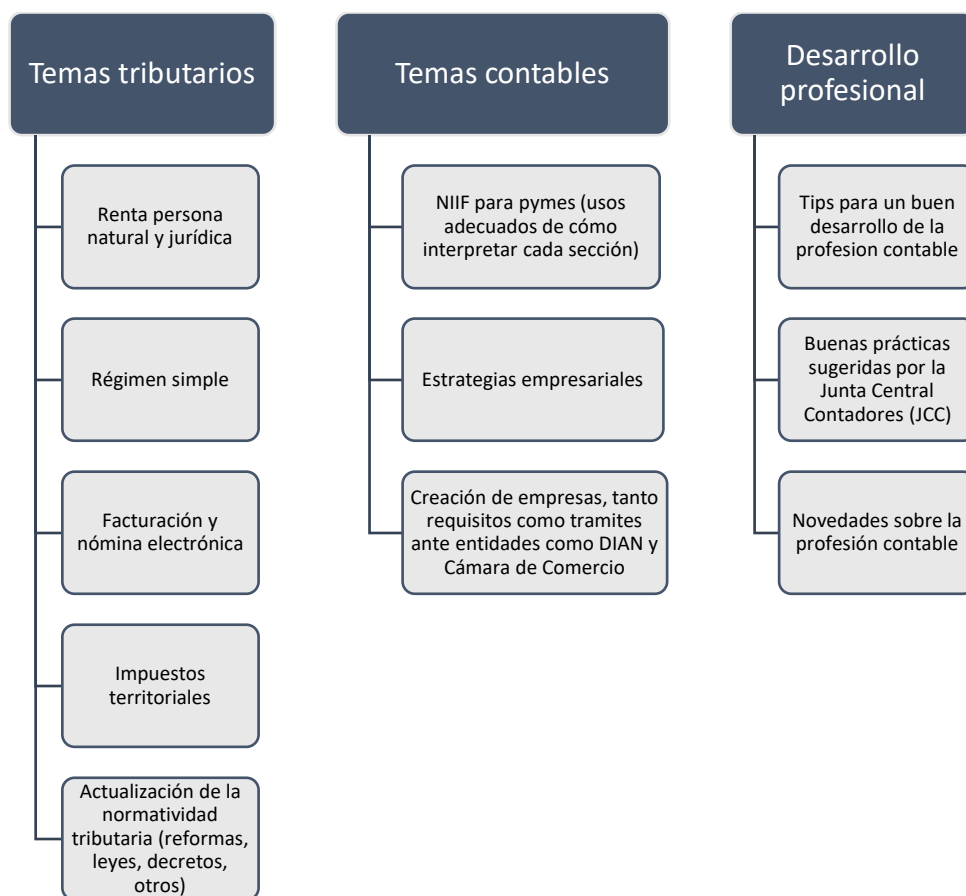 Temas tributarios
Renta persona
natural y jurídica
Régimen simple
Facturación y
nómina electrónica
Impuestos
territoriales
Actualización de la
normatividad
tributaria (reformas,
leyes, decretos,
otros)
Temas contables
NIIF para pymes (usos
adecuados de cómo
interpretar cada sección)
Estrategias empresariales
Creación de empresas, tanto
requisitos como tramites
ante entidades como DIAN y
Cámara de Comercio
Desarrollo
profesional
Tips para un buen
desarrollo de la
profesion contable
Buenas prácticas
sugeridas por la
Junta Central
Contadores (JCC)
Novedades sobre la
profesión contable